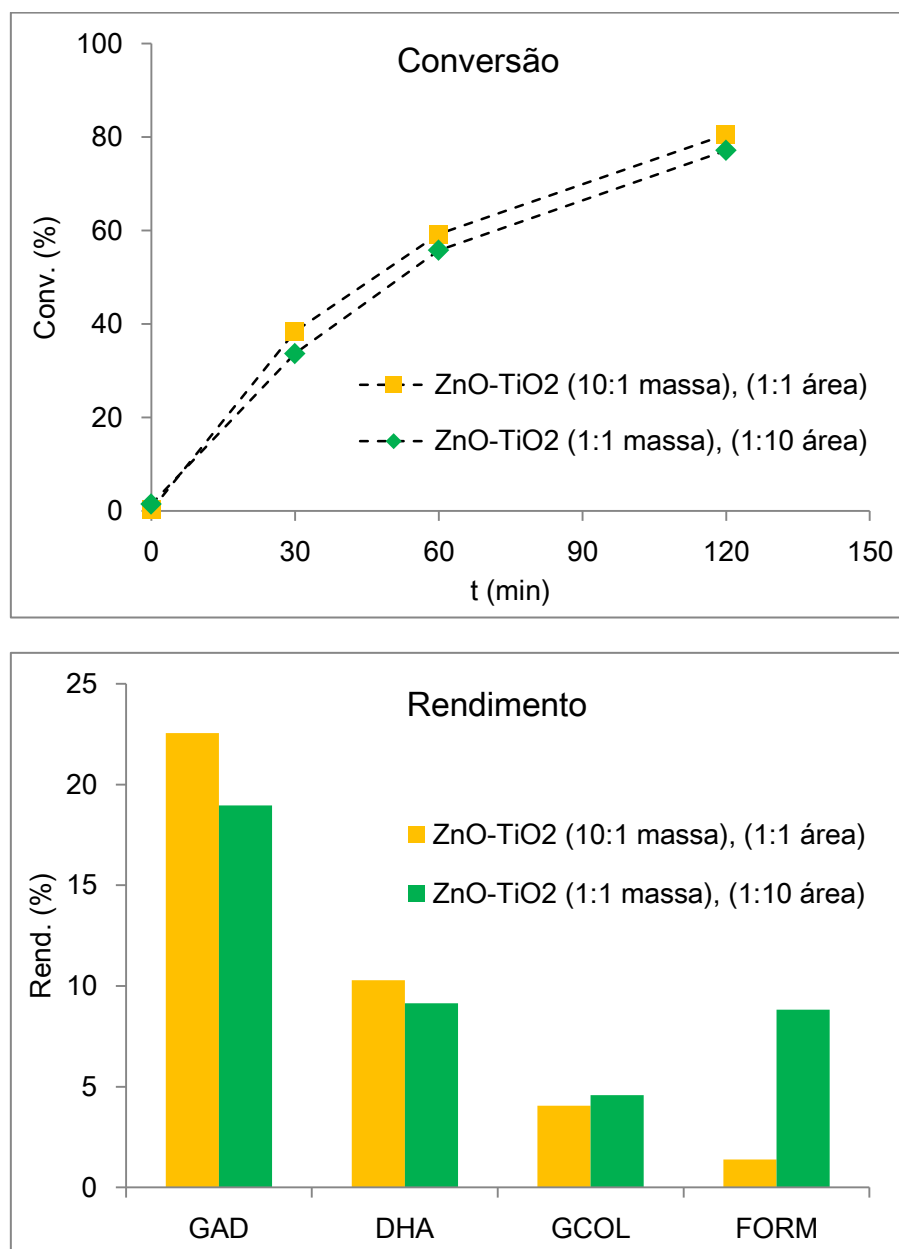 Conversão
100
80
60
40
20
0
Conv. (%)
ZnO-TiO2 (10:1 massa), (1:1 área)
ZnO-TiO2 (1:1 massa), (1:10 área)
0 30 60 90 120 150
t (min)
Rendimento
25
20
15
10
5
0
Rend. (%)
ZnO-TiO2 (10:1 massa), (1:1 área)
ZnO-TiO2 (1:1 massa), (1:10 área)
GAD DHA GCOL FORM